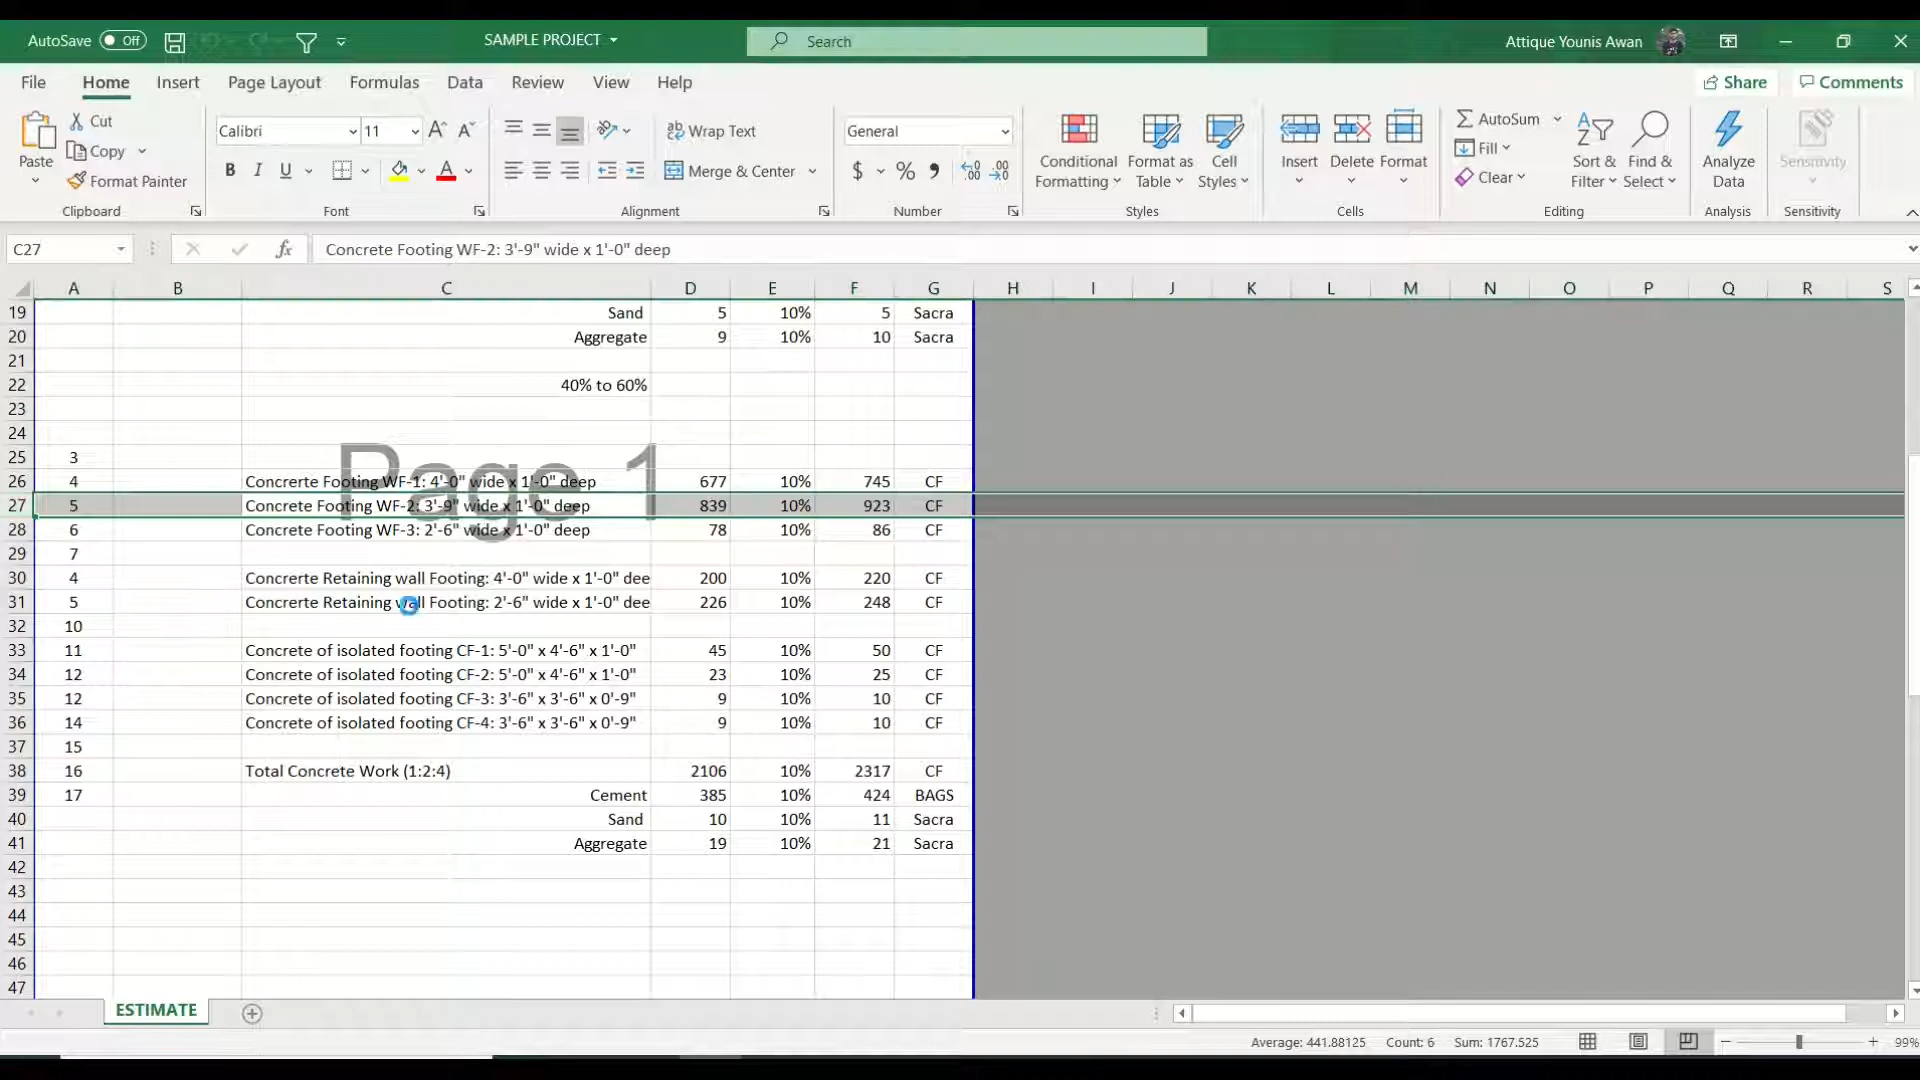 AutoSave Off SAMPLE PROJECT Search Attique Younis Awan
File Home Insert Page Layout Formulas Data Review View Help Share Comments
Paste Cut Copy Format Painter Clipboard
Calibri 11 A A B I U A Font
ab Wrap Text Merge & Center Alignment
General $ % 9 .00 .00 Number
Conditional Formatting Format as Table Cell Styles Styles
Insert Delete Format Cells
AutoSum Fill Clear Sort & Filter Find & Select Editing
Analyze Data Analysis
Sensitivity Sensitivity
C27 fx Concrete Footing WF-2: 3'-9" wide x 1'-0" deep
A B C D E F G H I J K L M N O P Q R S
19 Sand 5 10% 5 Sacra
20 Aggregate 9 10% 10 Sacra
21
22 40% to 60%
23
24
25 3
Page 1
26 4 Concrerte Footing WF-1: 4'-0" wide x 1'-0" deep 677 10% 745 CF
27 5 Concrete Footing WF-2: 3'-9" wide x 1'-0" deep 839 10% 923 CF
28 6 Concrete Footing WF-3: 2'-6" wide x 1'-0" deep 78 10% 86 CF
29 7
30 4 Concrerte Retaining wall Footing: 4'-0" wide x 1'-0" dee 200 10% 220 CF
31 5 Concrerte Retaining wall Footing: 2'-6" wide x 1'-0" dee 226 10% 248 CF
32 10
33 11 Concrete of isolated footing CF-1: 5'-0" x 4'-6" x 1'-0" 45 10% 50 CF
34 12 Concrete of isolated footing CF-2: 5'-0" x 4'-6" x 1'-0" 23 10% 25 CF
35 12 Concrete of isolated footing CF-3: 3'-6" x 3'-6" x 0'-9" 9 10% 10 CF
36 14 Concrete of isolated footing CF-4: 3'-6" x 3'-6" x 0'-9" 9 10% 10 CF
37 15
38 16 Total Concrete Work (1:2:4) 2106 10% 2317 CF
39 17 Cement 385 10% 424 BAGS
40 Sand 10 10% 11 Sacra
41 Aggregate 19 10% 21 Sacra
42
43
44
45
46
47
ESTIMATE
Average: 441.88125 Count: 6 Sum: 1767.525 99%